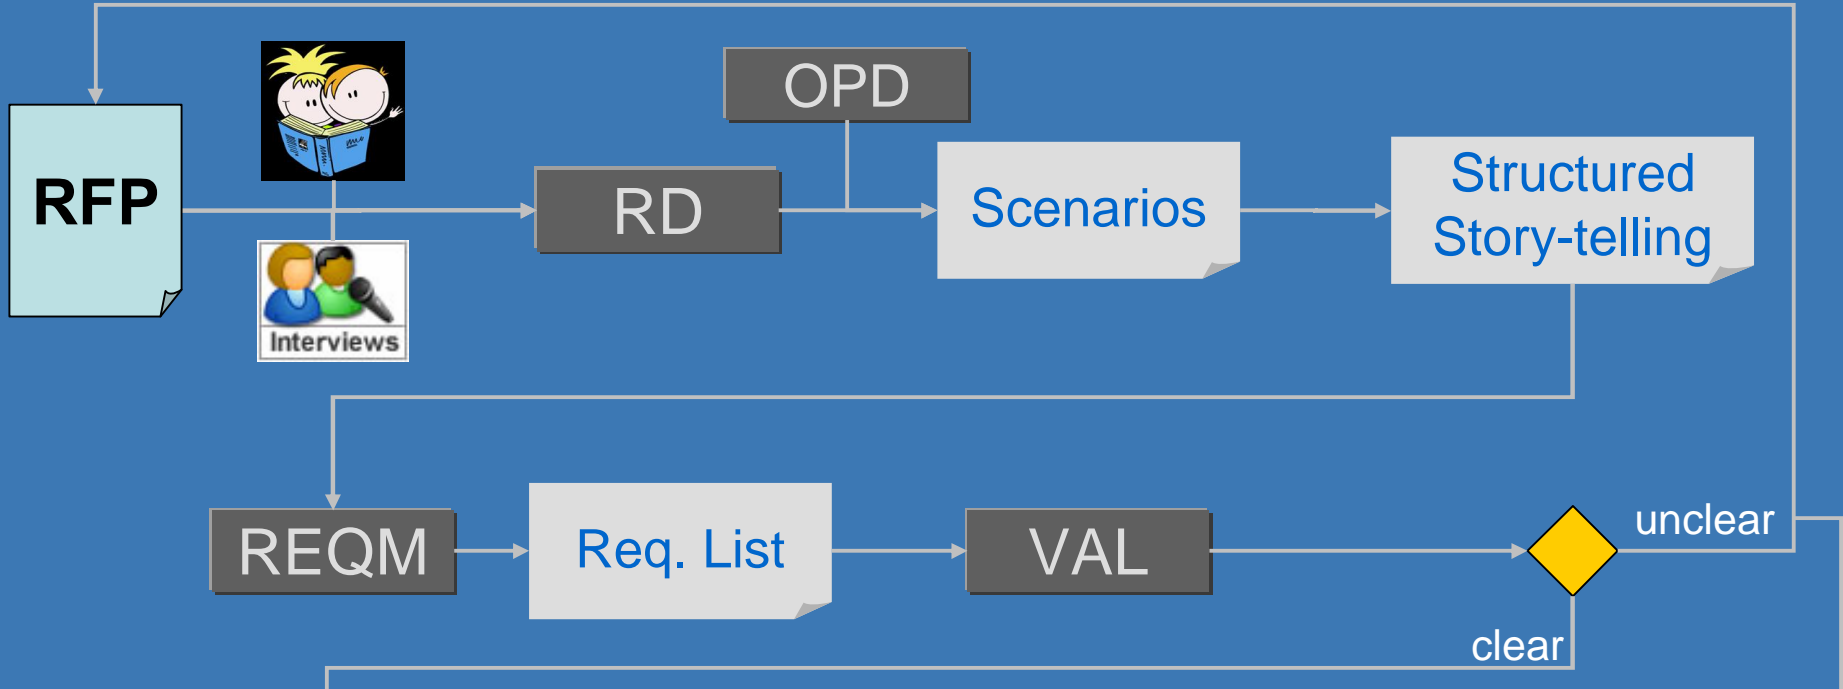 OPD
RFP
RD
Scenarios
Structured
Story-telling
Interviews
REQM
Req. List
VAL
unclear
clear